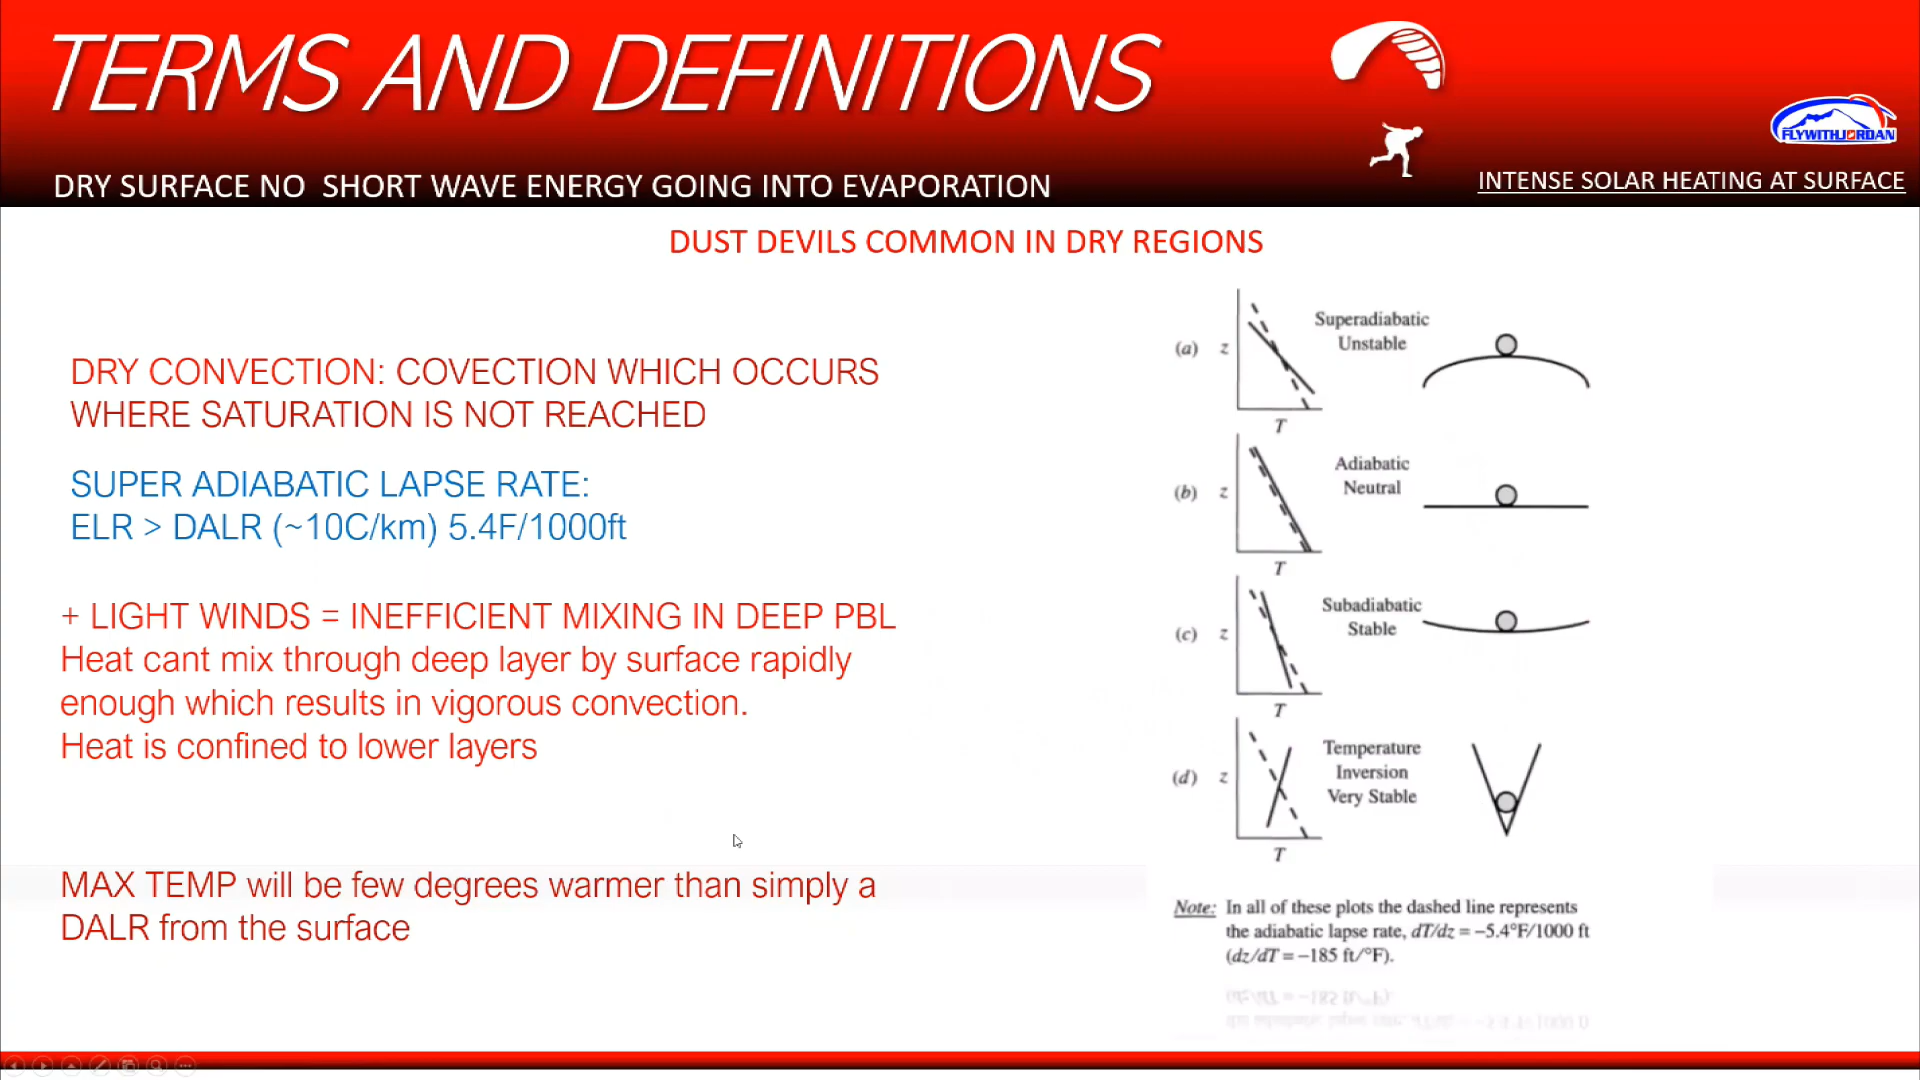 TERMS AND DEFINITIONS
FLYWITHJORDAN
DRY SURFACE NO SHORT WAVE ENERGY GOING INTO EVAPORATION
INTENSE SOLAR HEATING AT SURFACE
DUST DEVILS COMMON IN DRY REGIONS
DRY CONVECTION: COVECTION WHICH OCCURS
WHERE SATURATION IS NOT REACHED
SUPER ADIABATIC LAPSE RATE:
ELR > DALR (~10C/km) 5.4F/1000ft
+ LIGHT WINDS = INEFFICIENT MIXING IN DEEP PBL
Heat cant mix through deep layer by surface rapidly
enough which results in vigorous convection.
Heat is confined to lower layers
MAX TEMP will be few degrees warmer than simply a
DALR from the surface
(a) z
Superadiabatic
Unstable
T
(b) z
Adiabatic
Neutral
T
(c) z
Subadiabatic
Stable
T
(d) z
Temperature
Inversion
Very Stable
T
Note: In all of these plots the dashed line represents
the adiabatic lapse rate, dT/dz = −5.4°F/1000 ft
(dz/dT = −185 ft/°F).